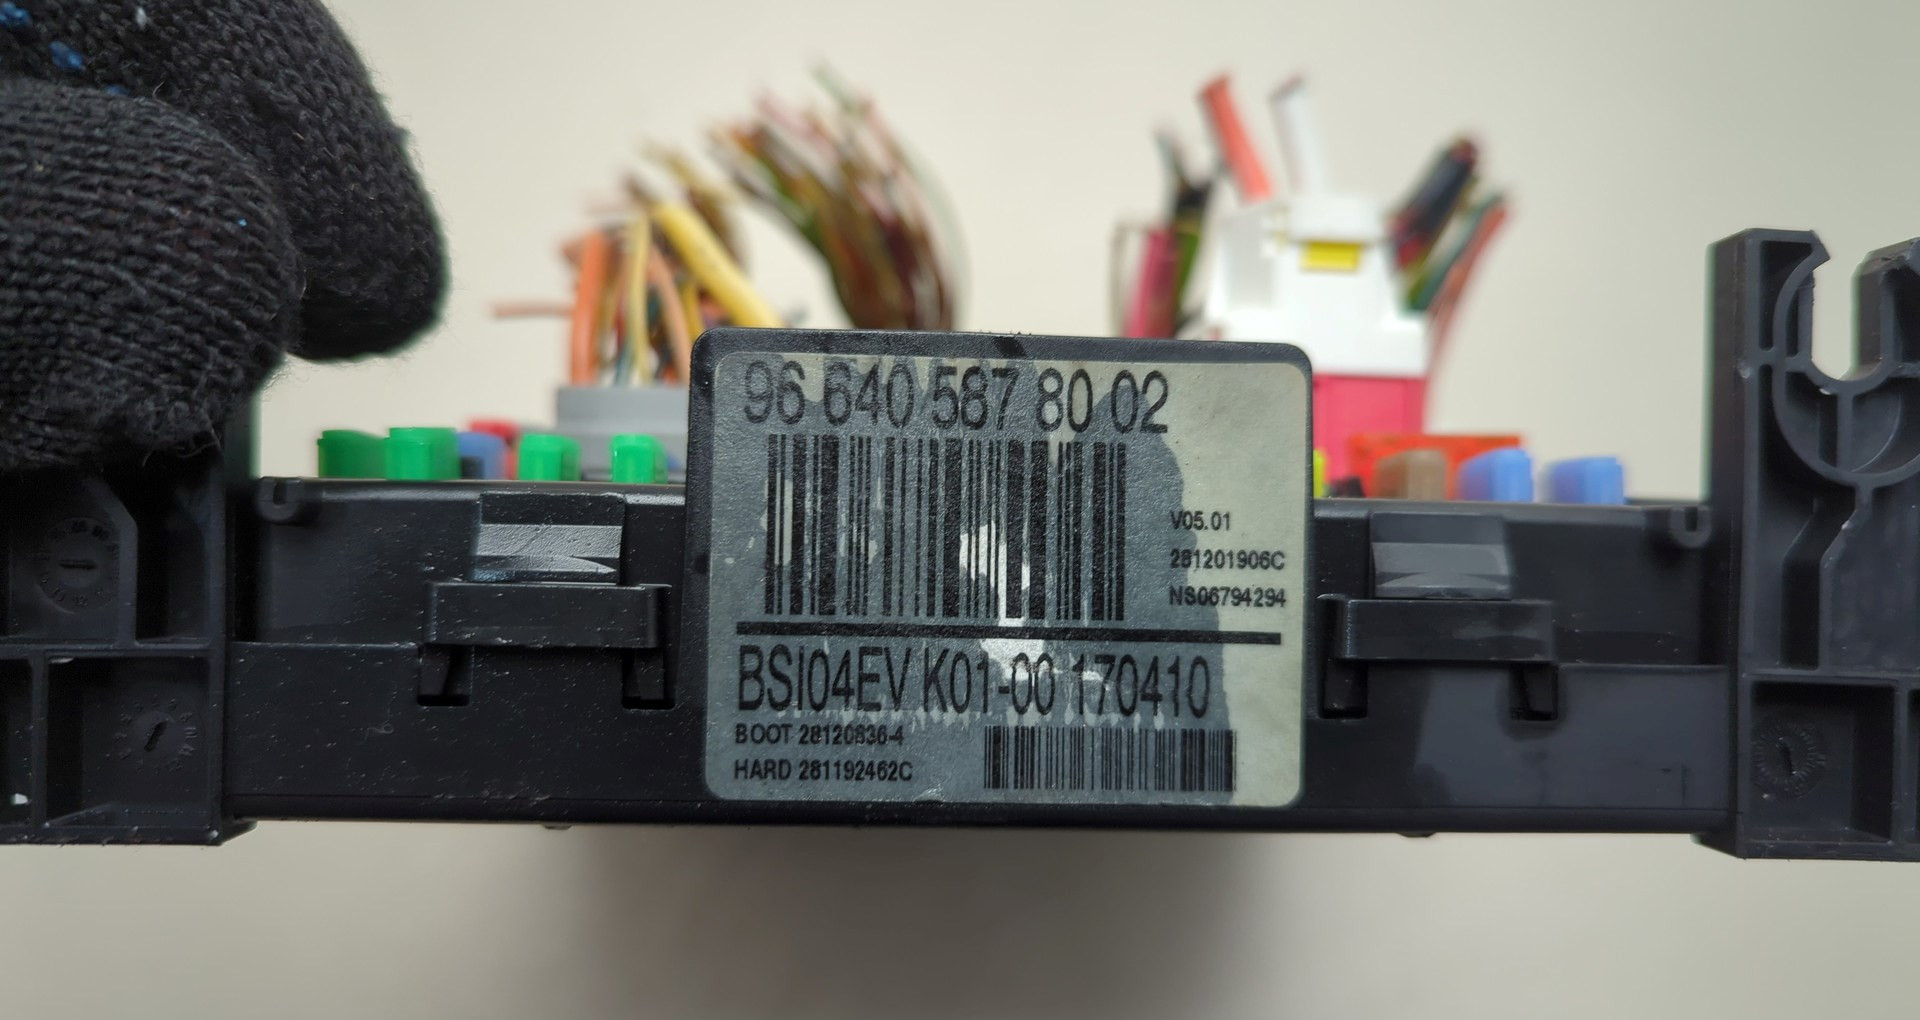 96 640 587 80 02
V05.01
281201906C
NS06794294
BSI04EV K01-00 170410
BOOT 28120836-4
HARD 281192462C